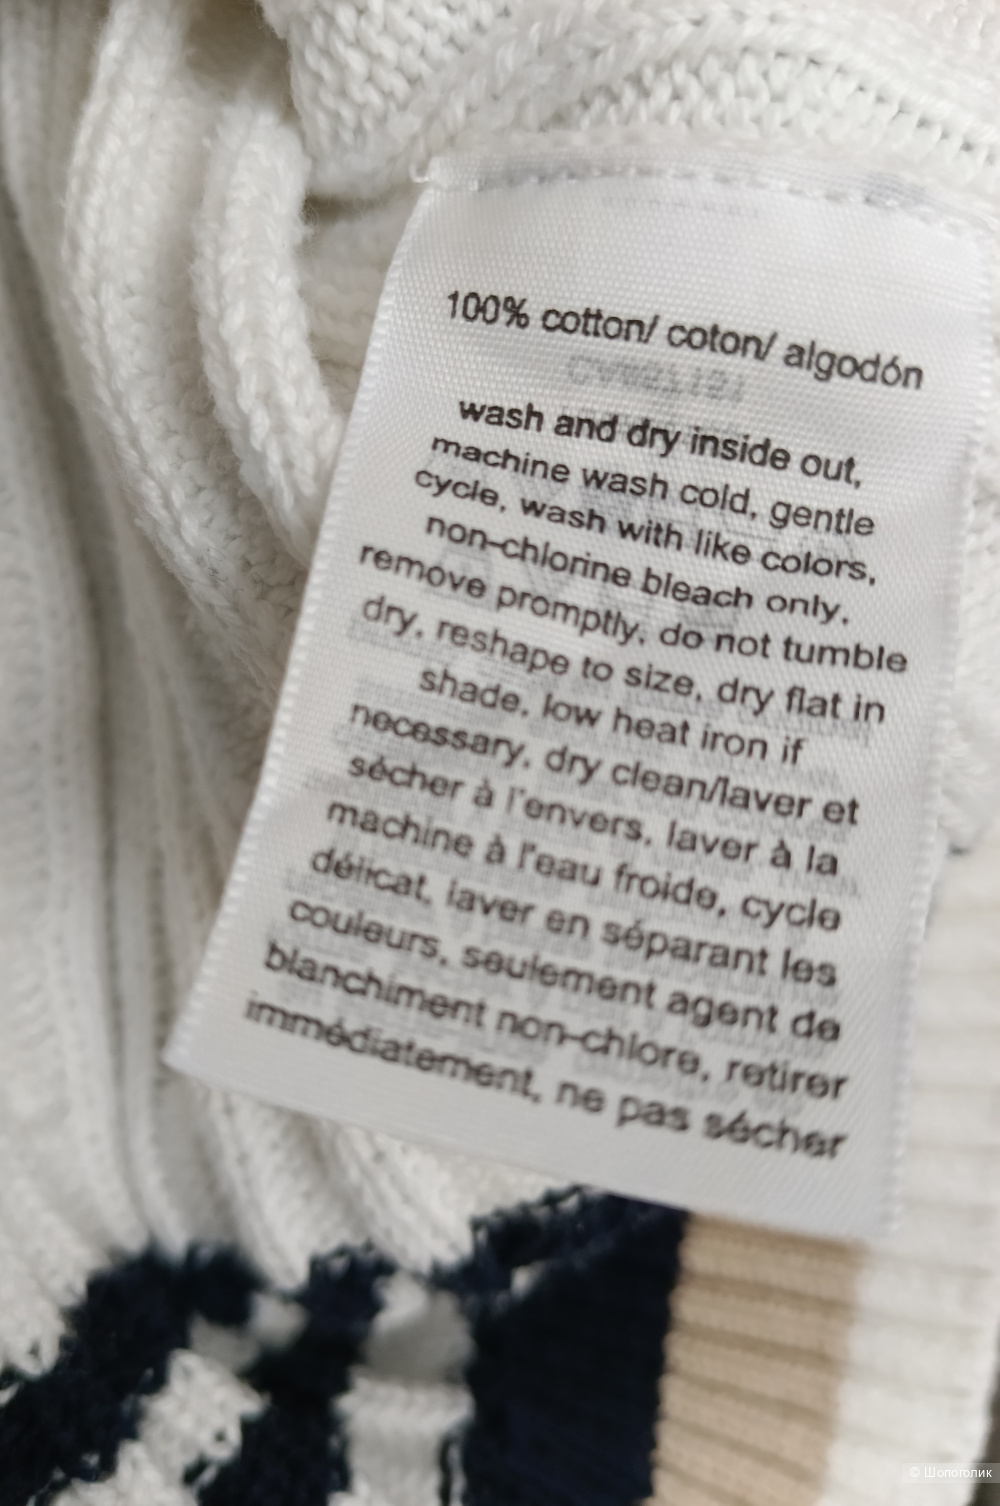 100% cotton/ coton/ algodón
wash and dry inside out,
machine wash cold, gentle
cycle, wash with like colors,
non-chlorine bleach only,
remove promptly, do not tumble
dry, reshape to size, dry flat in
shade, low heat iron if
necessary, dry clean/laver et
sécher à l'envers, laver à la
machine à l'eau froide, cycle
délicat, laver en séparant les
couleurs, seulement agent de
blanchiment non-chlore, retirer
immédiatement, ne pas sécher
© Шопоголик